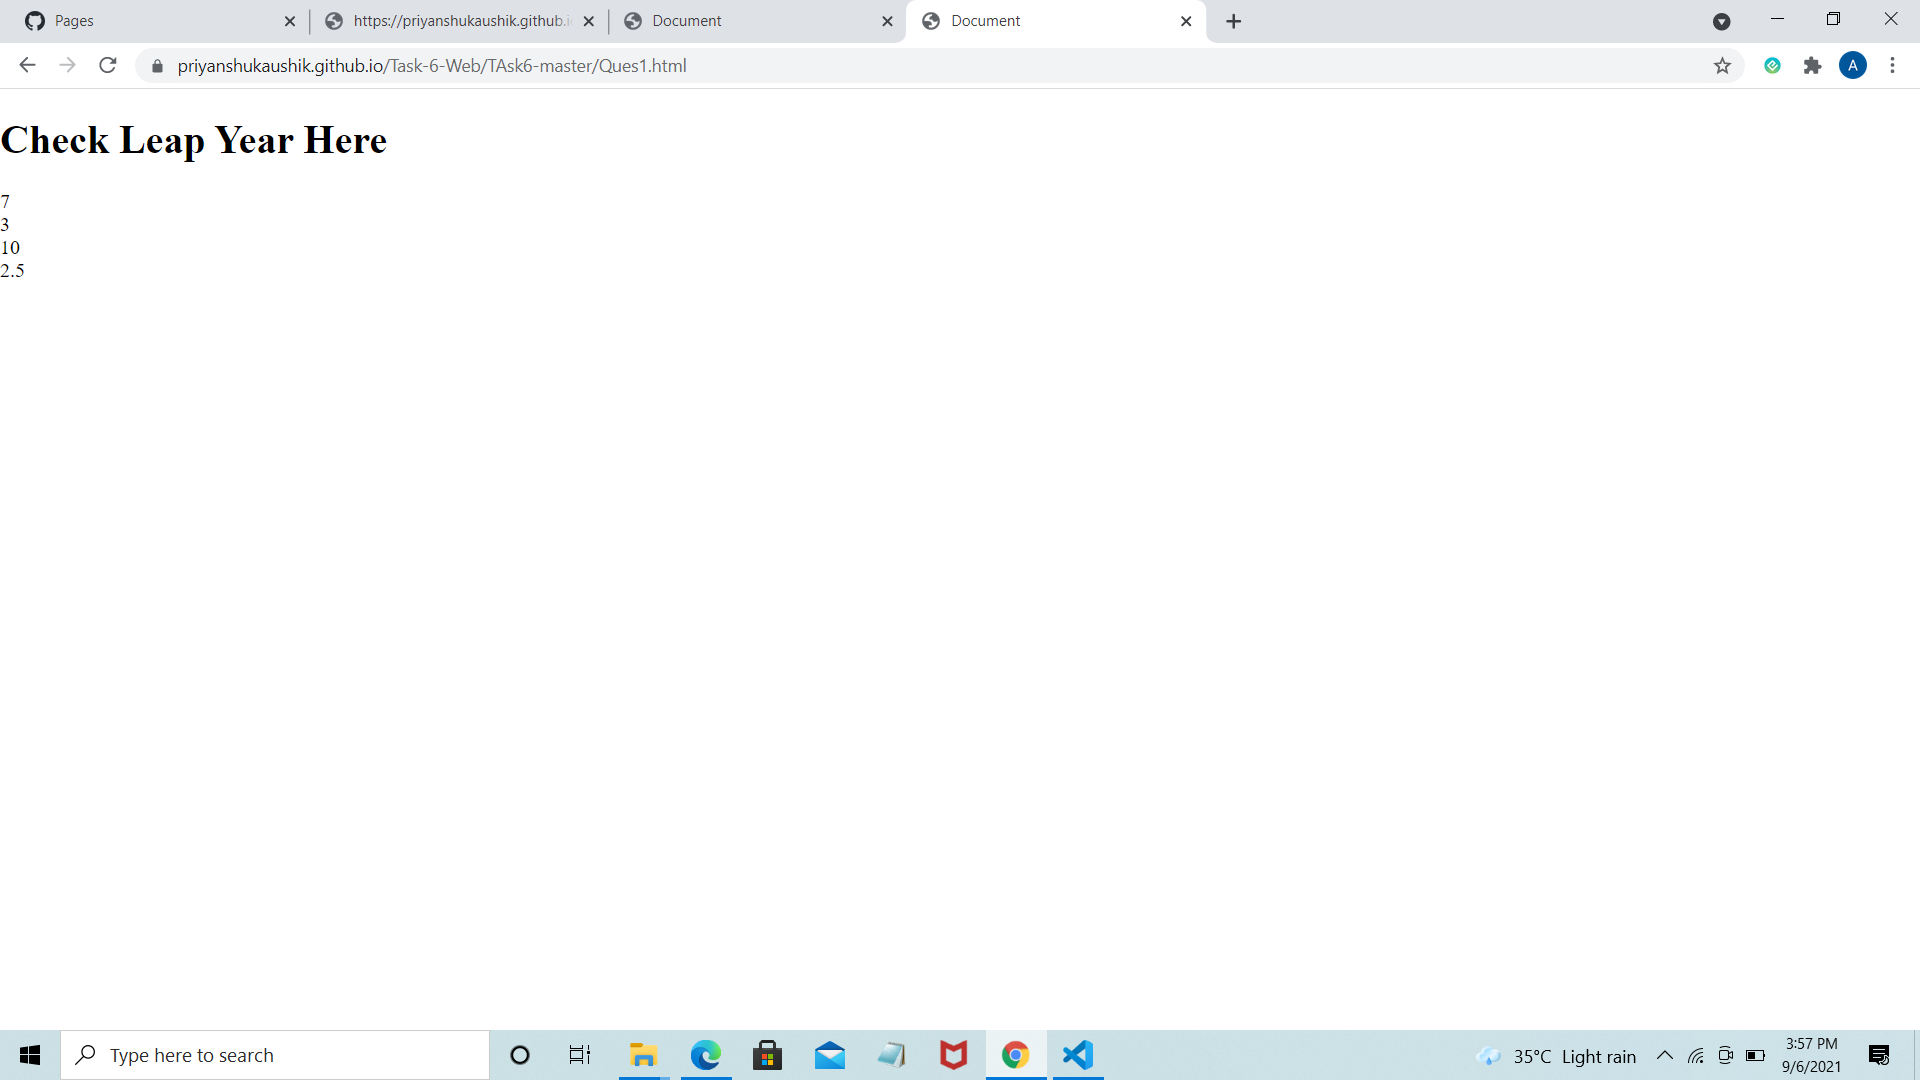 Pages
https://priyanshukaushik.github.i
Document
Document
priyanshukaushik.github.io/Task-6-Web/TAsk6-master/Ques1.html
A
Check Leap Year Here
7
3
10
2.5
Type here to search
35°C Light rain
3:57 PM
9/6/2021
3